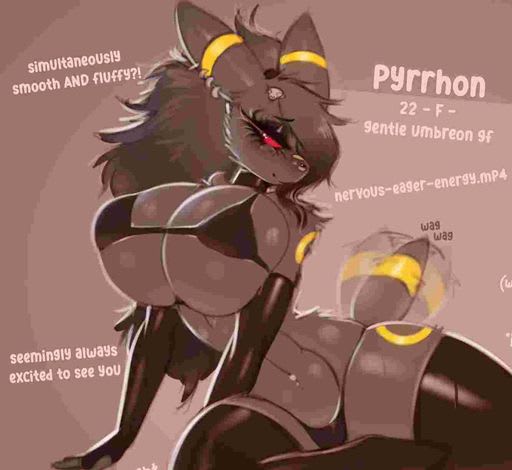 simultaneously
smooth AND fluffy?!
Pyrrhon
22 - F -
gentle umbreon gf
nervous-eager-energy.mp4
wag
wag
seemingly always
excited to see you